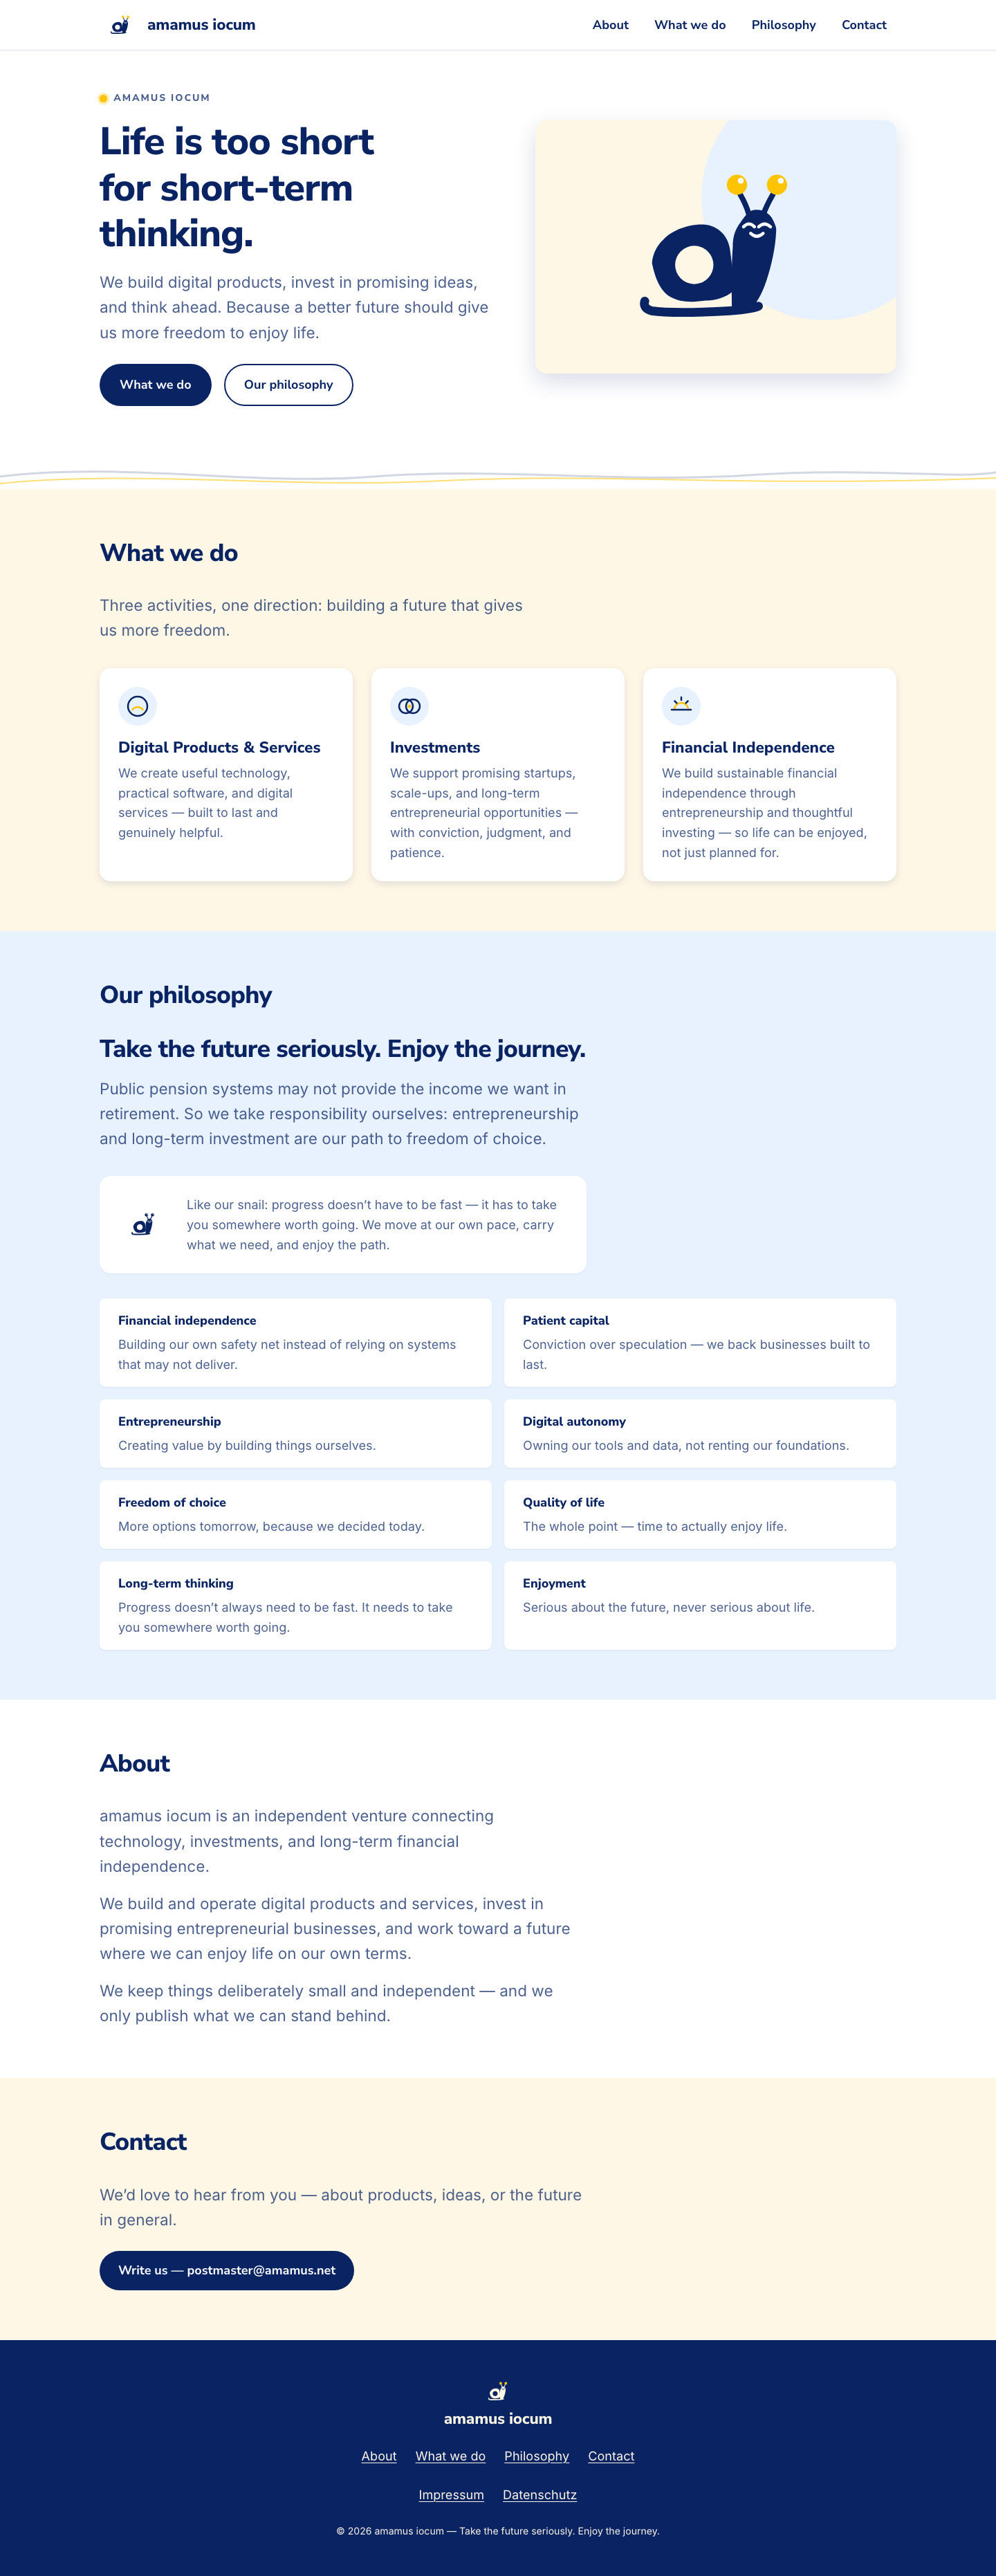 amamus iocum
About What we do Philosophy Contact
AMAMUS IOCUM
Life is too short
for short-term
thinking.
We build digital products, invest in promising ideas,
and think ahead. Because a better future should give
us more freedom to enjoy life.
What we do Our philosophy
What we do
Three activities, one direction: building a future that gives
us more freedom.
Digital Products & Services
We create useful technology,
practical software, and digital
services — built to last and
genuinely helpful.
Investments
We support promising startups,
scale-ups, and long-term
entrepreneurial opportunities —
with conviction, judgment, and
patience.
Financial Independence
We build sustainable financial
independence through
entrepreneurship and thoughtful
investing — so life can be enjoyed,
not just planned for.
Our philosophy
Take the future seriously. Enjoy the journey.
Public pension systems may not provide the income we want in
retirement. So we take responsibility ourselves: entrepreneurship
and long-term investment are our path to freedom of choice.
Like our snail: progress doesn’t have to be fast — it has to take
you somewhere worth going. We move at our own pace, carry
what we need, and enjoy the path.
Financial independence
Building our own safety net instead of relying on systems
that may not deliver.
Patient capital
Conviction over speculation — we back businesses built to
last.
Entrepreneurship
Creating value by building things ourselves.
Digital autonomy
Owning our tools and data, not renting our foundations.
Freedom of choice
More options tomorrow, because we decided today.
Quality of life
The whole point — time to actually enjoy life.
Long-term thinking
Progress doesn’t always need to be fast. It needs to take
you somewhere worth going.
Enjoyment
Serious about the future, never serious about life.
About
amamus iocum is an independent venture connecting
technology, investments, and long-term financial
independence.
We build and operate digital products and services, invest in
promising entrepreneurial businesses, and work toward a future
where we can enjoy life on our own terms.
We keep things deliberately small and independent — and we
only publish what we can stand behind.
Contact
We’d love to hear from you — about products, ideas, or the future
in general.
Write us — postmaster@amamus.net
amamus iocum
About What we do Philosophy Contact
Impressum Datenschutz
© 2026 amamus iocum — Take the future seriously. Enjoy the journey.